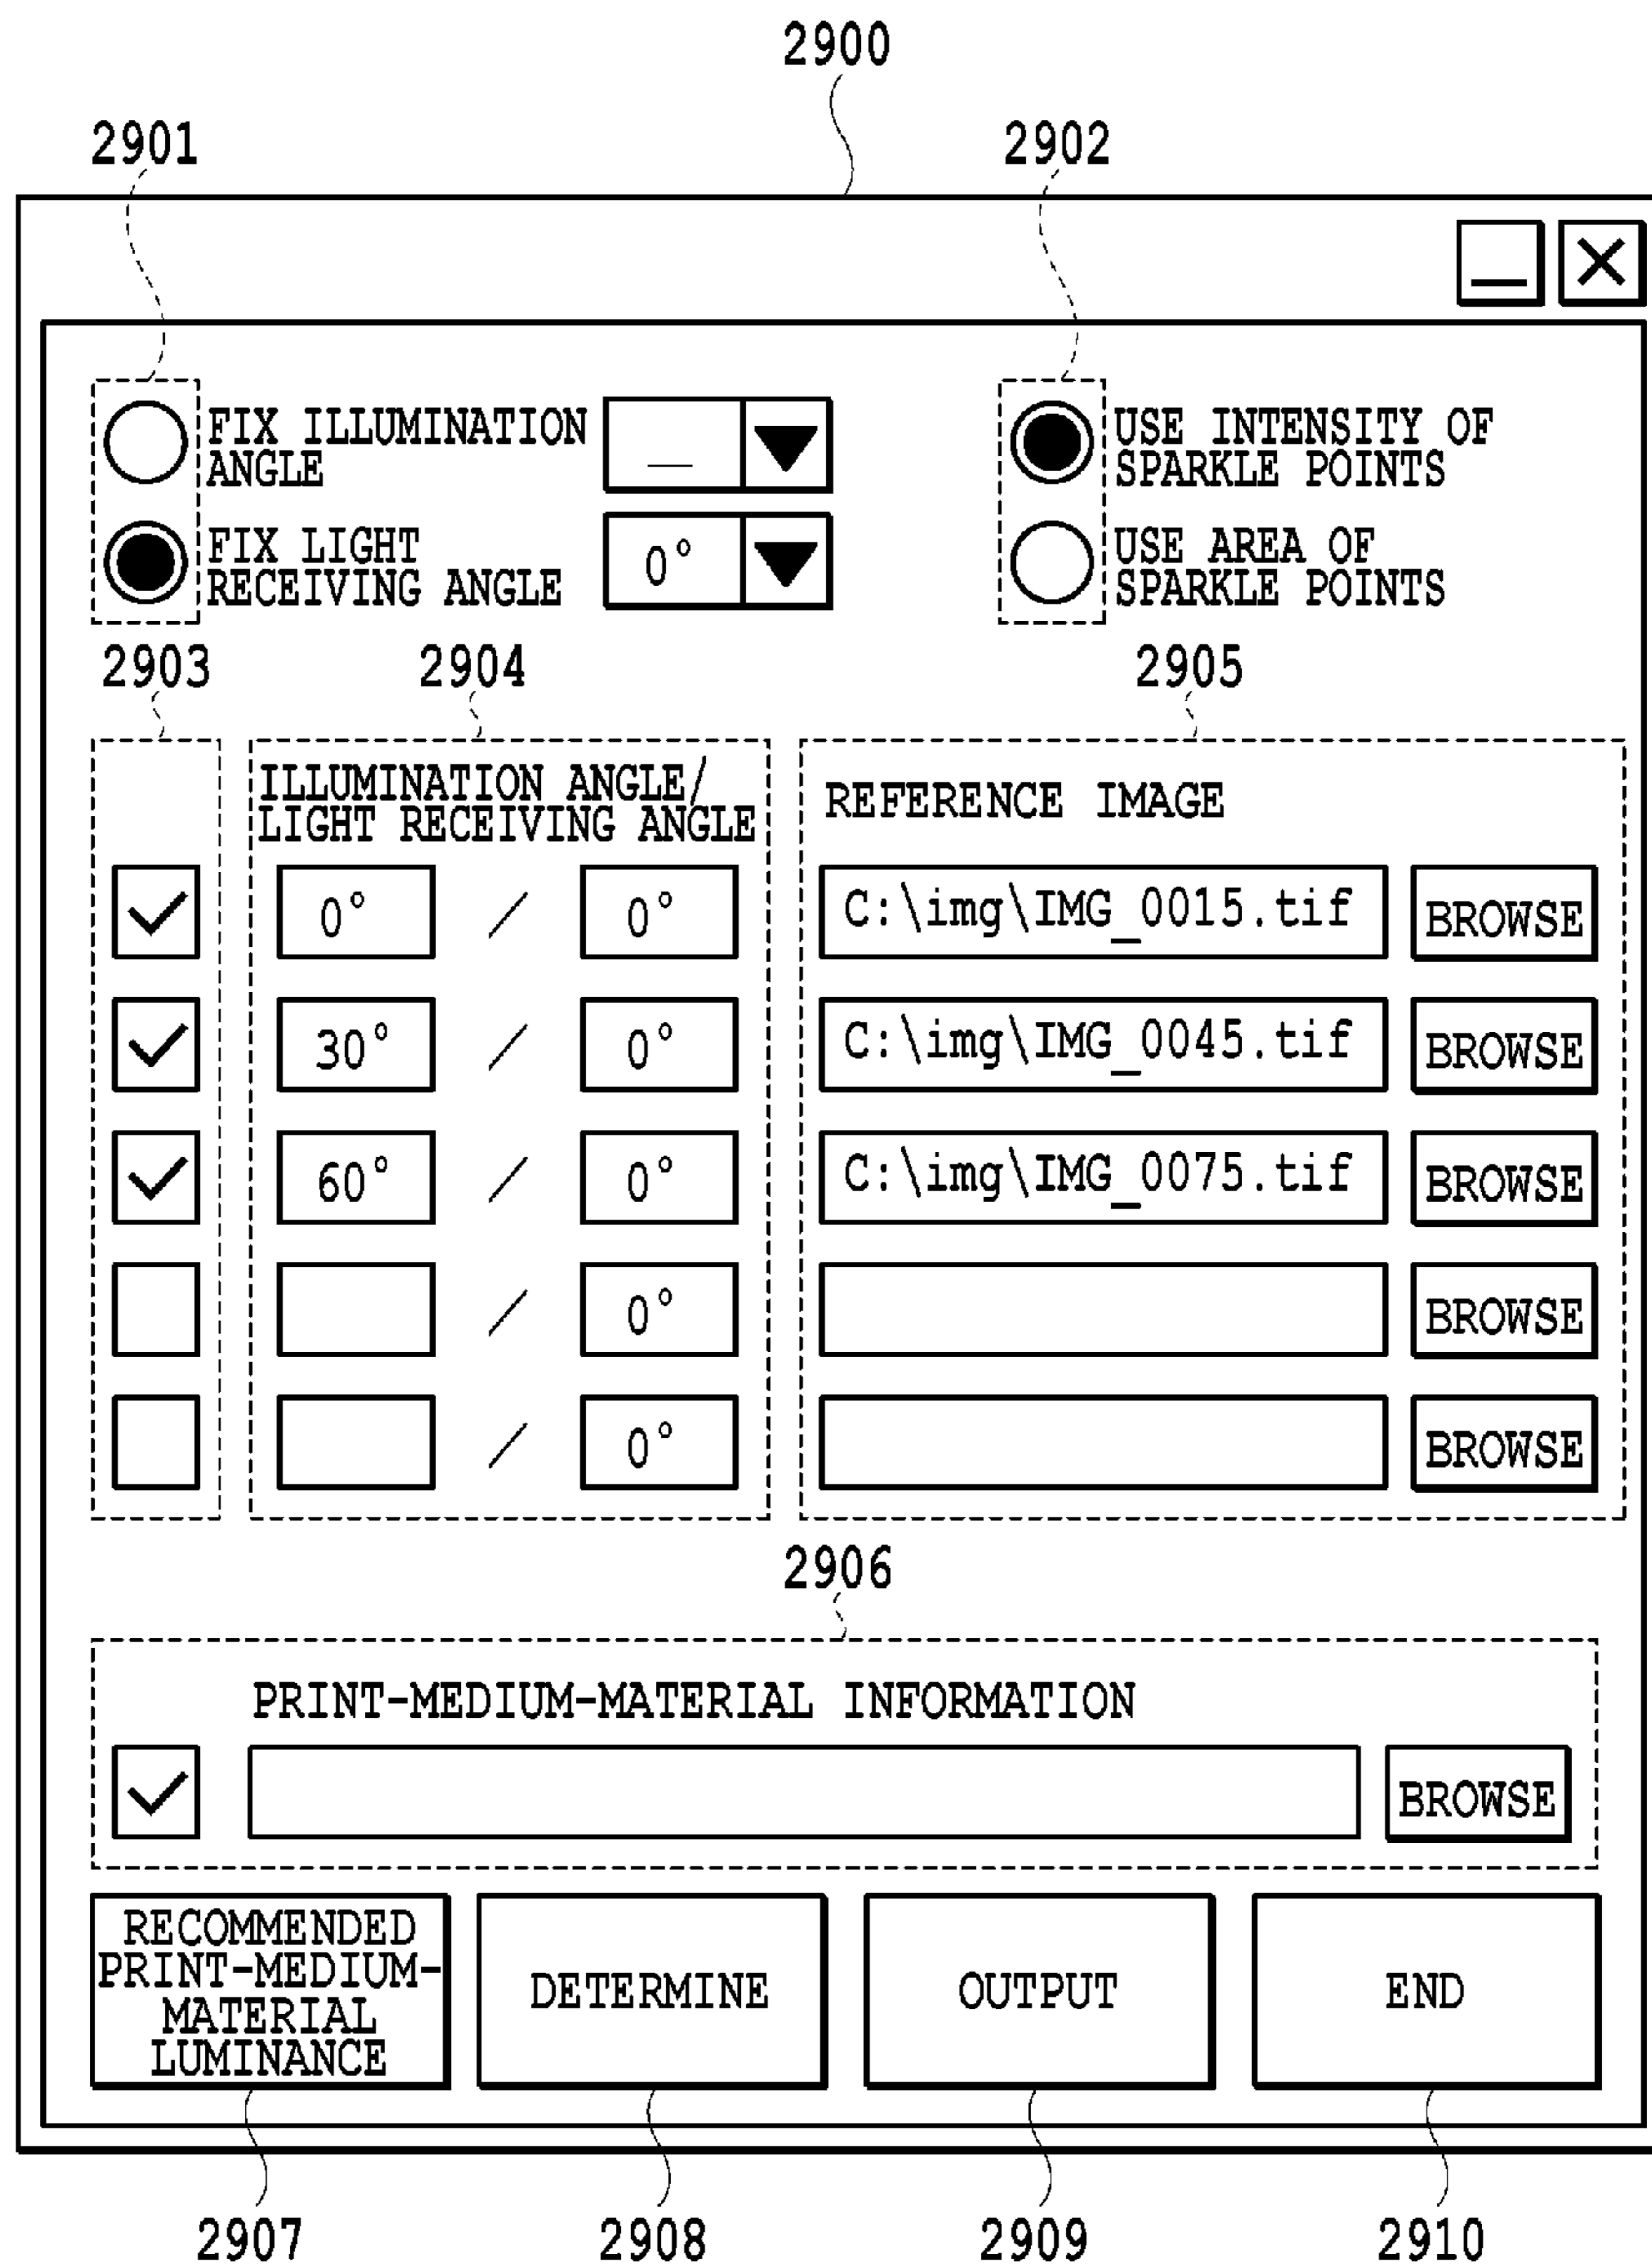 2900
2901
2902
FIX ILLUMINATION
ANGLE
—
USE INTENSITY OF
SPARKLE POINTS
FIX LIGHT
RECEIVING ANGLE
0°
USE AREA OF
SPARKLE POINTS
2903
2904
2905
ILLUMINATION ANGLE/
LIGHT RECEIVING ANGLE
REFERENCE IMAGE
0° / 0° C:\img\IMG_0015.tif BROWSE
30° / 0° C:\img\IMG_0045.tif BROWSE
60° / 0° C:\img\IMG_0075.tif BROWSE
/ 0° BROWSE
/ 0° BROWSE
2906
PRINT-MEDIUM-MATERIAL INFORMATION
BROWSE
RECOMMENDED
PRINT-MEDIUM-
MATERIAL
LUMINANCE
DETERMINE
OUTPUT
END
2907
2908
2909
2910